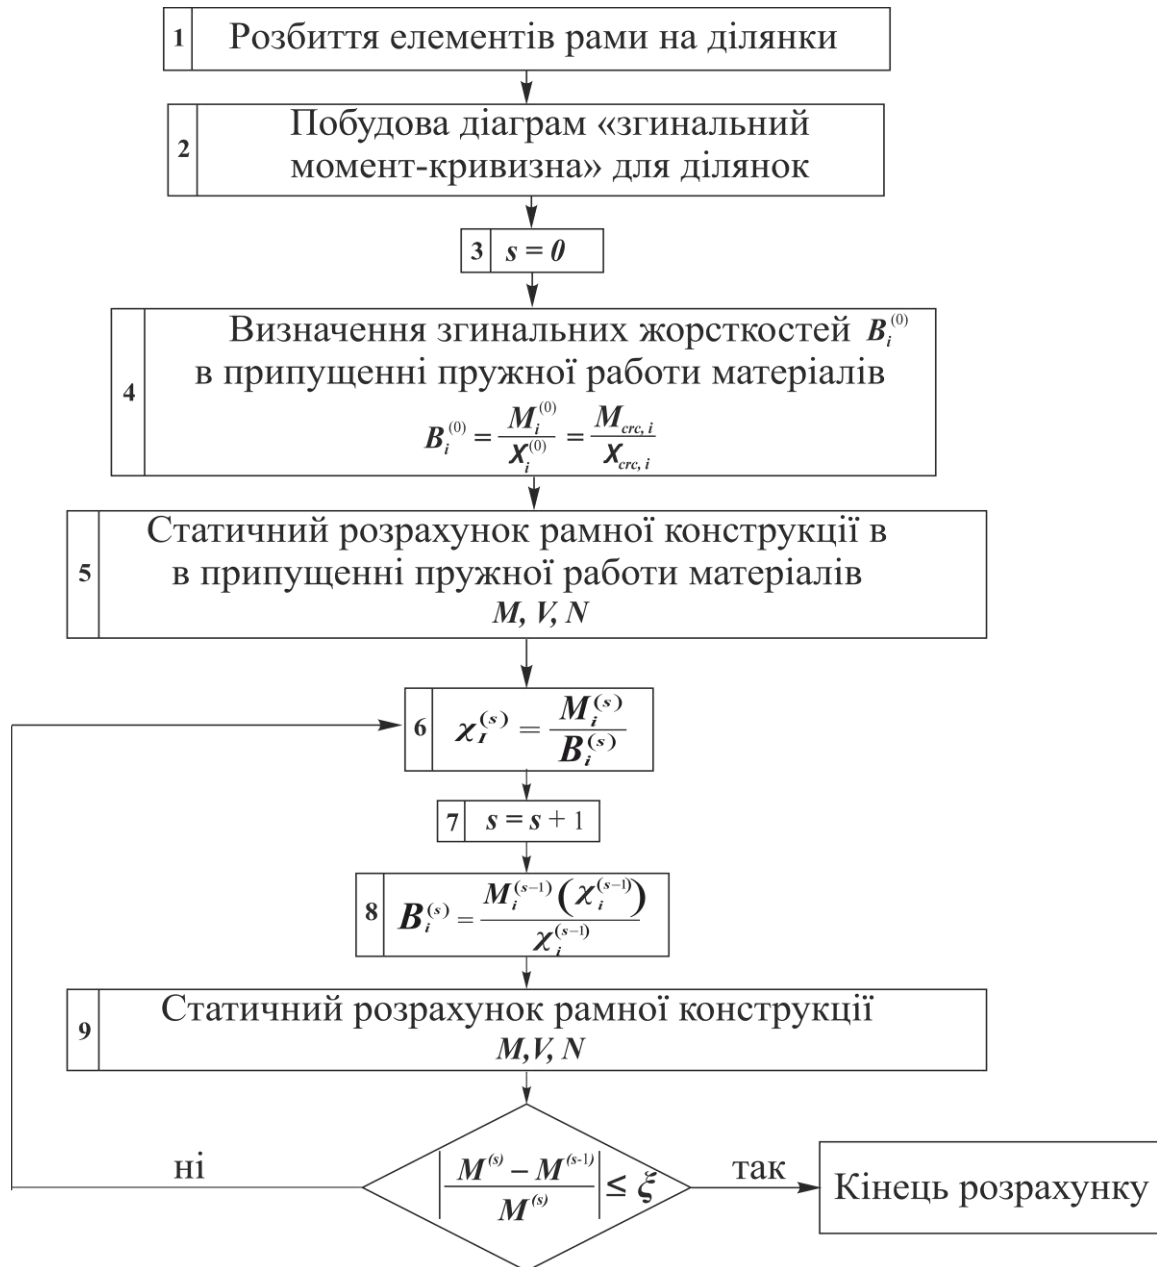 1 Розбиття елементів рами на ділянки
2 Побудова діаграм «згинальний
момент-кривизна» для ділянок
3 s = 0
Визначення згинальних жорсткостей B_i^(0)
4 в припущенні пружної работи матеріалів
B_i^(0) = M_i^(0) / X_i^(0) = M_crc, i / X_crc, i
Статичний розрахунок рамної конструкції в
5 в припущенні пружної работи матеріалів
M, V, N
6 χ_I^(s) = M_i^(s) / B_i^(s)
7 s = s + 1
8 B_i^(s) = M_i^(s–1) (χ_i^(s–1)) / χ_i^(s–1)
9 Статичний розрахунок рамної конструкції
M,V, N
ні
|(M^(s) – M^(s-1)) / M^(s)| ≤ ξ
так
Кінець розрахунку